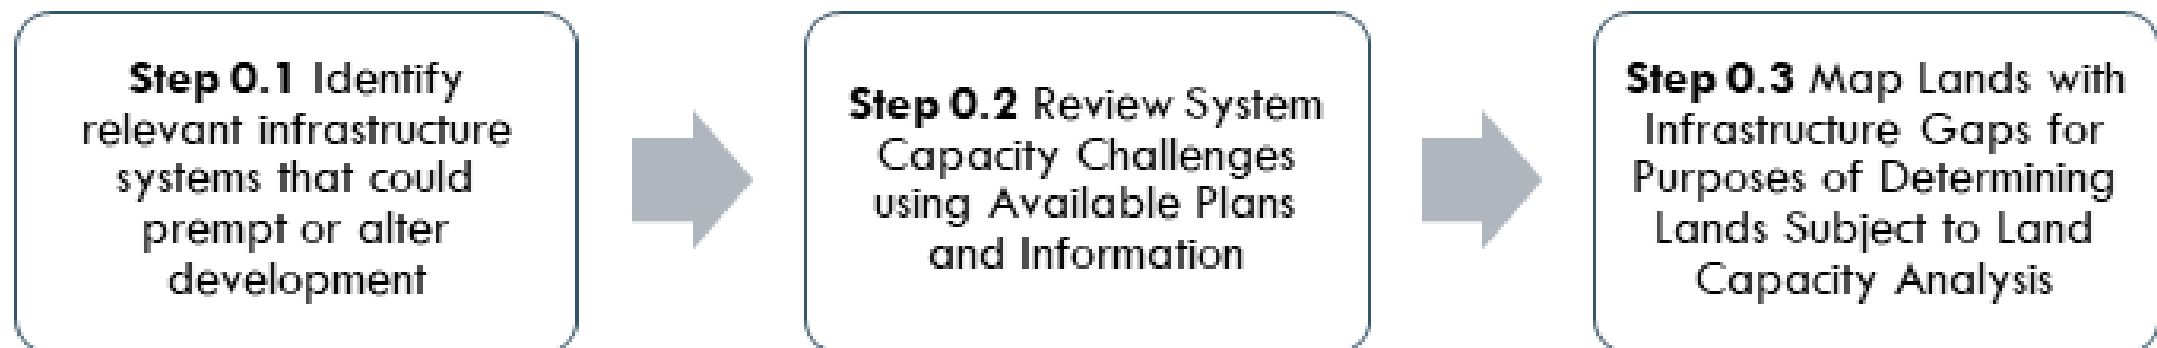 Step 0.1 Identify
relevant infrastructure
systems that could
prempt or alter
development
Step 0.2 Review System
Capacity Challenges
using Available Plans
and Information
Step 0.3 Map Lands with
Infrastructure Gaps for
Purposes of Determining
Lands Subject to Land
Capacity Analysis